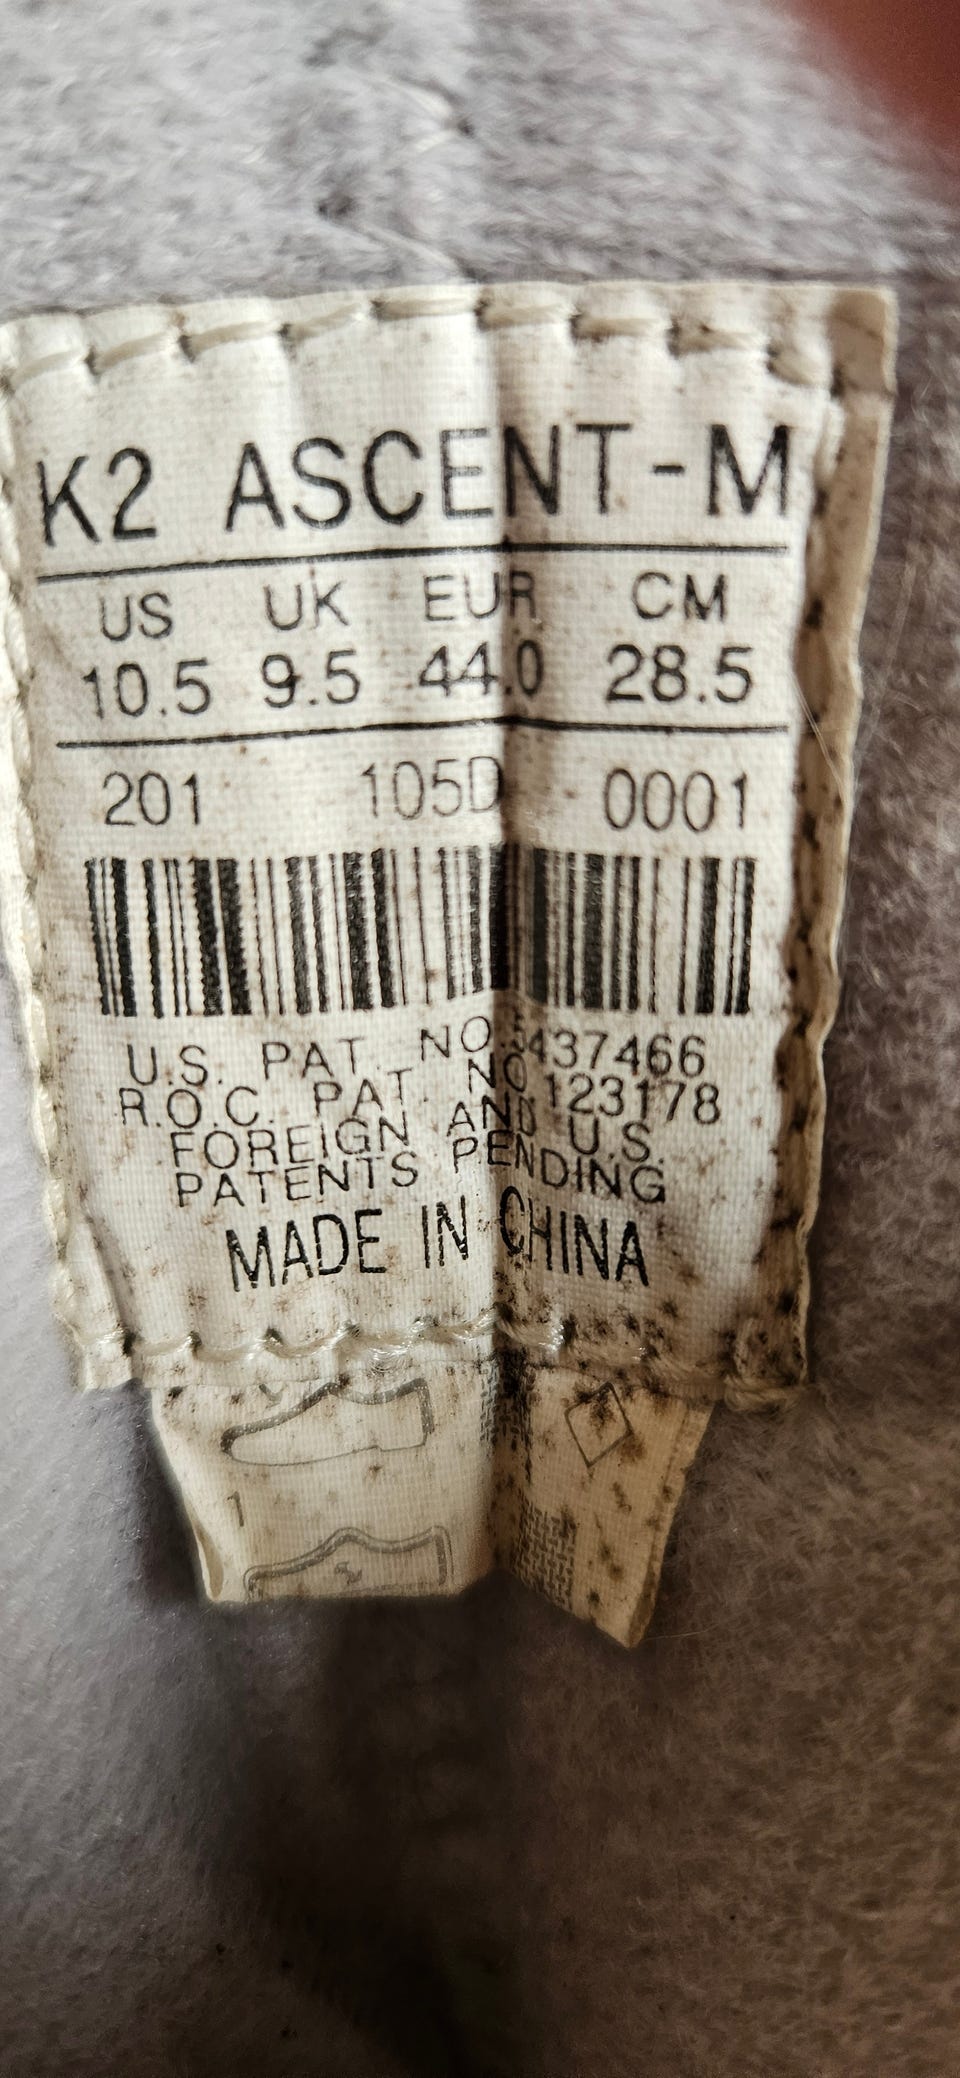 K2 ASCENT-M
US UK EUR CM
10.5 9.5 44.0 28.5
201 105D 0001
U.S. PAT. NO.5437466
R.O.C. PAT. NO.123178
FOREIGN AND U.S.
PATENTS PENDING
MADE IN CHINA
1